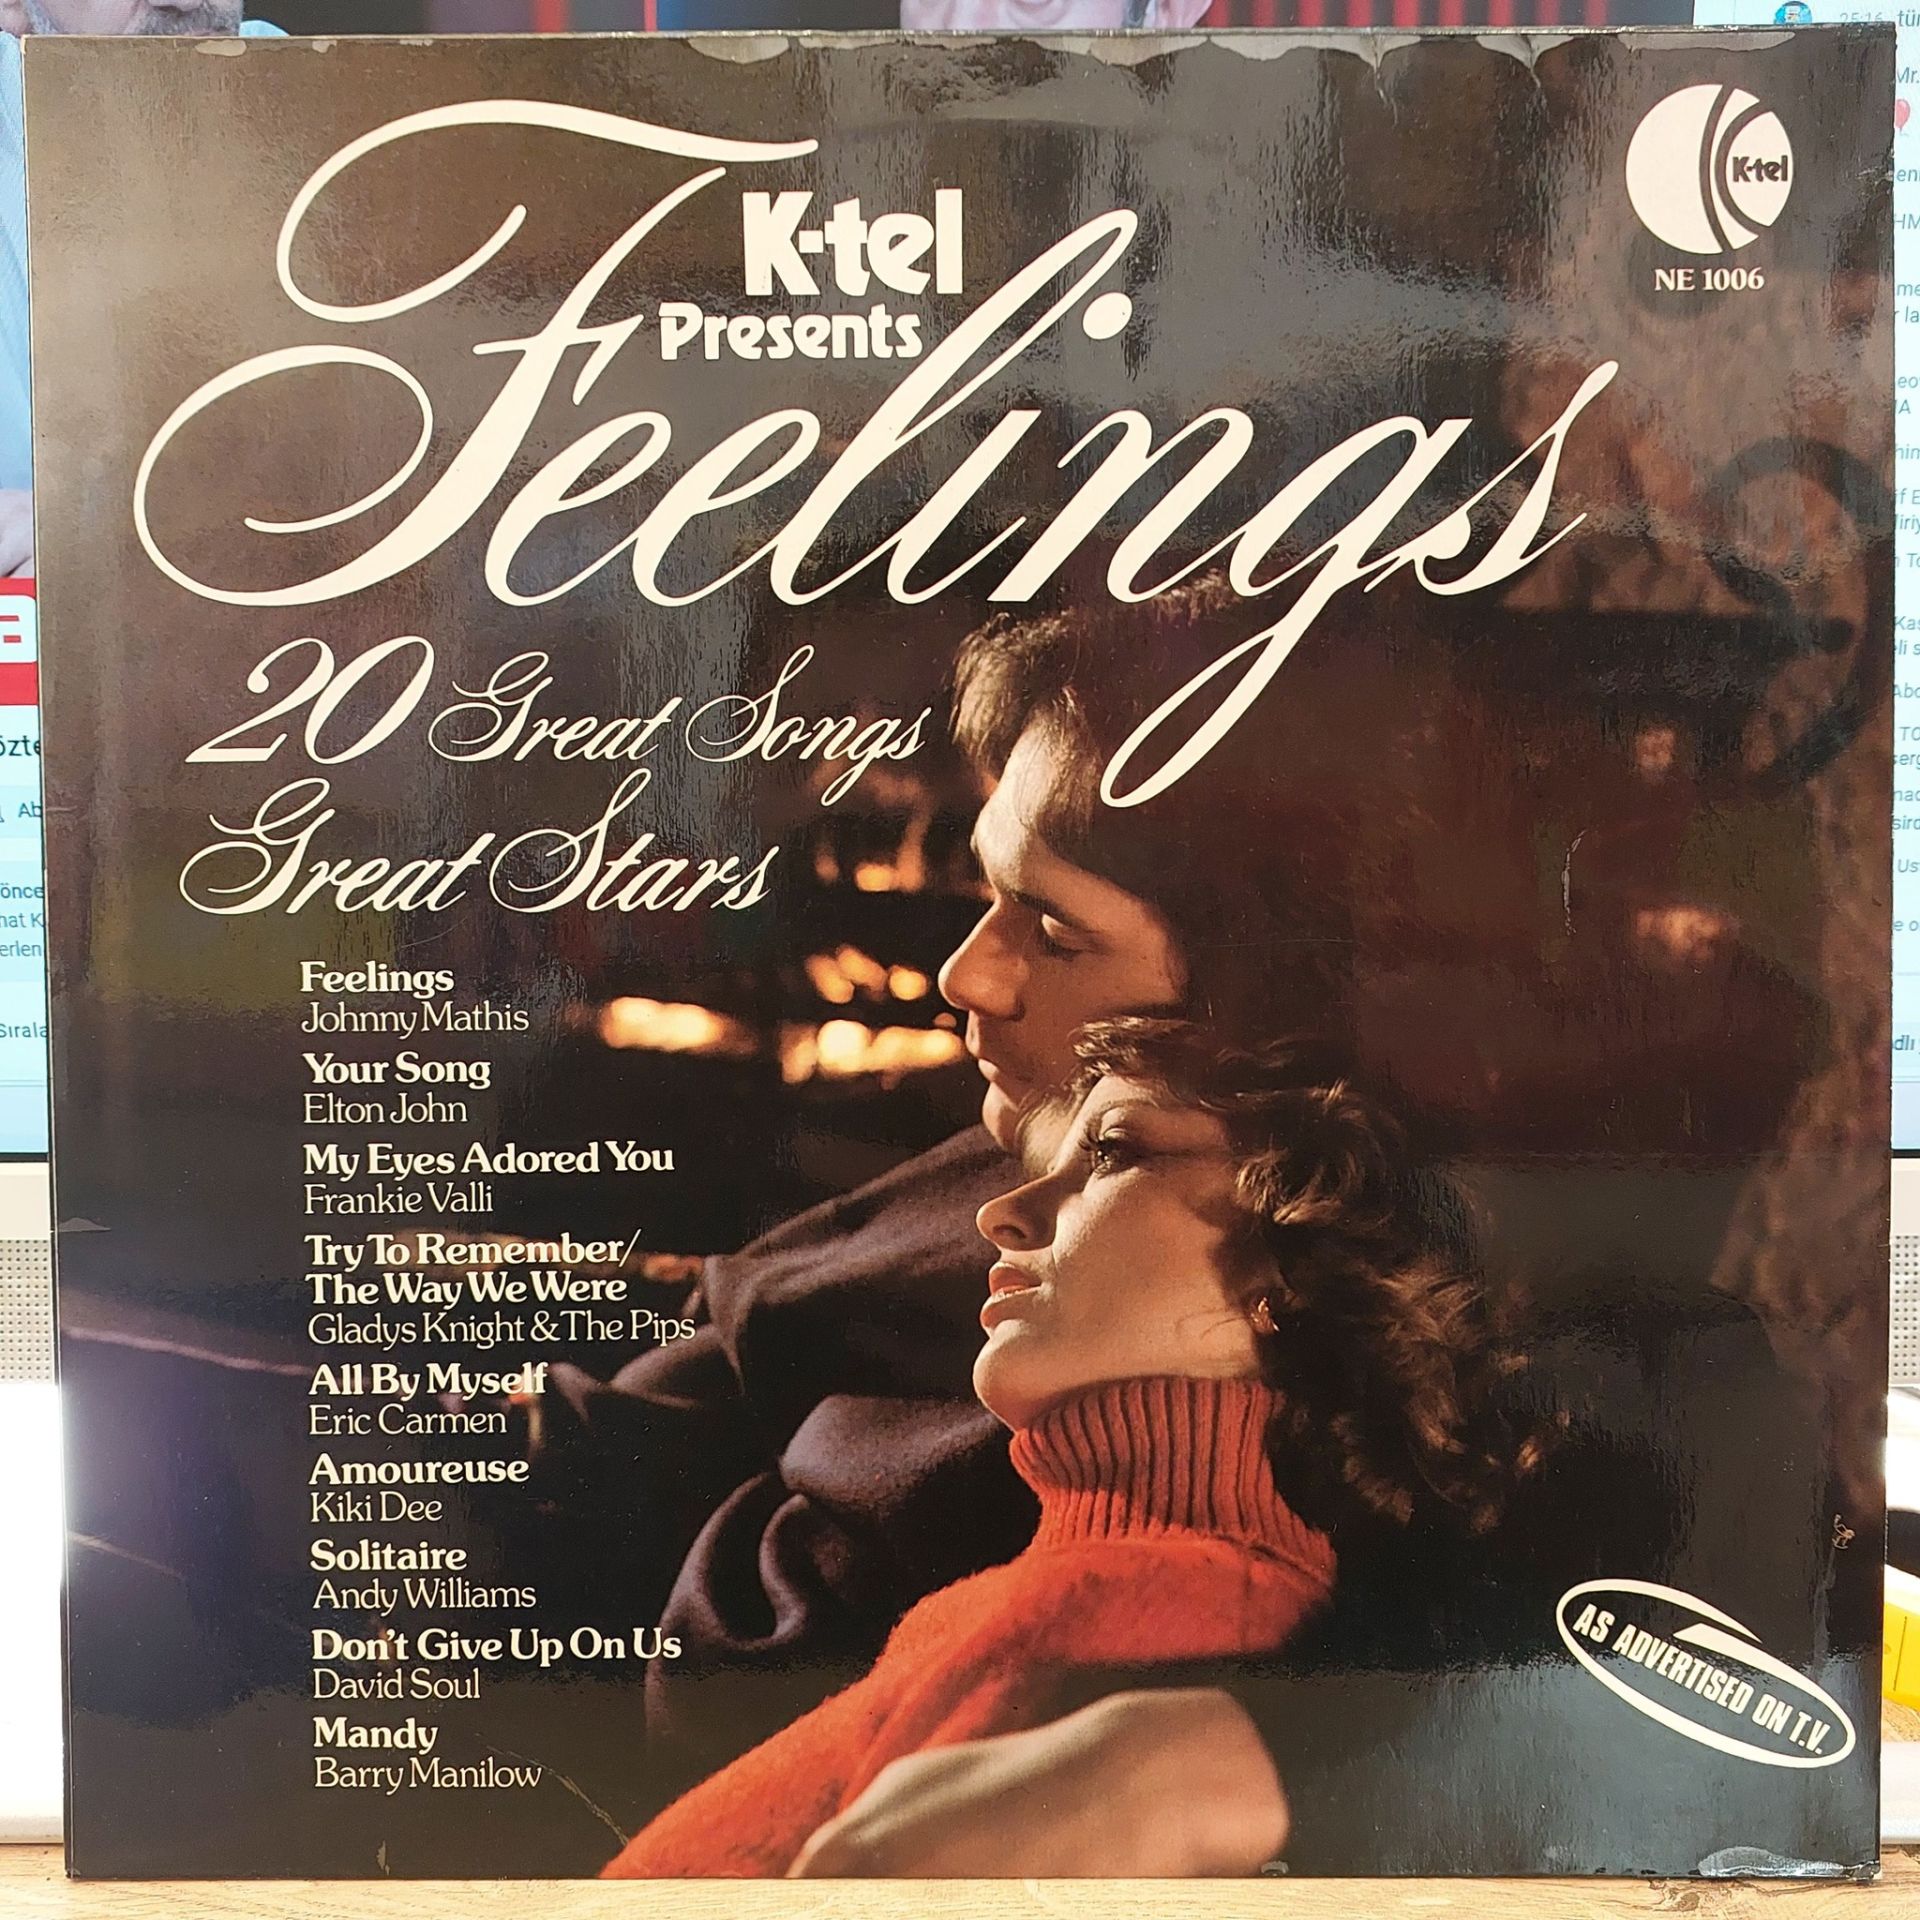 K-tel
Presents
Feelings
K-tel
NE 1006
20 Great Songs
Great Stars
Feelings
Johnny Mathis
Your Song
Elton John
My Eyes Adored You
Frankie Valli
Try To Remember/
The Way We Were
Gladys Knight & The Pips
All By Myself
Eric Carmen
Amoureuse
Kiki Dee
Solitaire
Andy Williams
Don't Give Up On Us
David Soul
Mandy
Barry Manilow
AS ADVERTISED ON T.V.